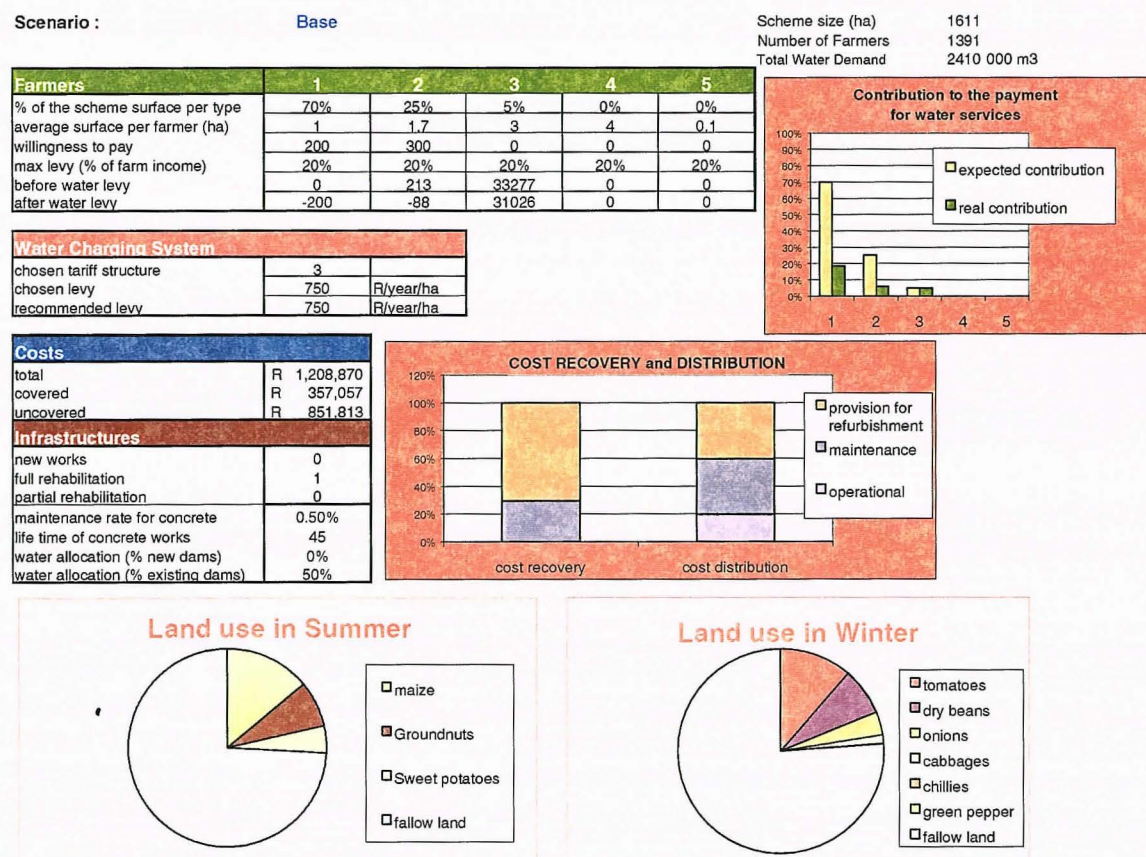 Scenario : Base
Scheme size (ha) 1611
Number of Farmers 1391
Total Water Demand 2410 000 m3
Farmers 1 2 3 4 5
% of the scheme surface per type 70% 25% 5% 0% 0%
average surface per farmer (ha) 1 1.7 3 4 0.1
willingness to pay 200 300 0 0 0
max levy (% of farm income) 20% 20% 20% 20% 20%
before water levy 0 213 33277 0 0
after water levy -200 -88 31026 0 0
Contribution to the payment
for water services
100%
90%
80%
70%
60%
50%
40%
30%
20%
10%
0%
expected contribution
real contribution
1 2 3 4 5
Water Charging System
chosen tariff structure 3
chosen levy 750 R/year/ha
recommended levy 750 R/year/ha
Costs
total R 1,208,870
covered R 357,057
uncovered R 851,813
Infrastructures
new works 0
full rehabilitation 1
partial rehabilitation 0
maintenance rate for concrete 0.50%
life time of concrete works 45
water allocation (% new dams) 0%
water allocation (% existing dams) 50%
COST RECOVERY and DISTRIBUTION
120%
100%
80%
60%
40%
20%
0%
provision for
refurbishment
maintenance
operational
cost recovery cost distribution
Land use in Summer
maize
Groundnuts
Sweet potatoes
fallow land
Land use in Winter
tomatoes
dry beans
onions
cabbages
chillies
green pepper
fallow land